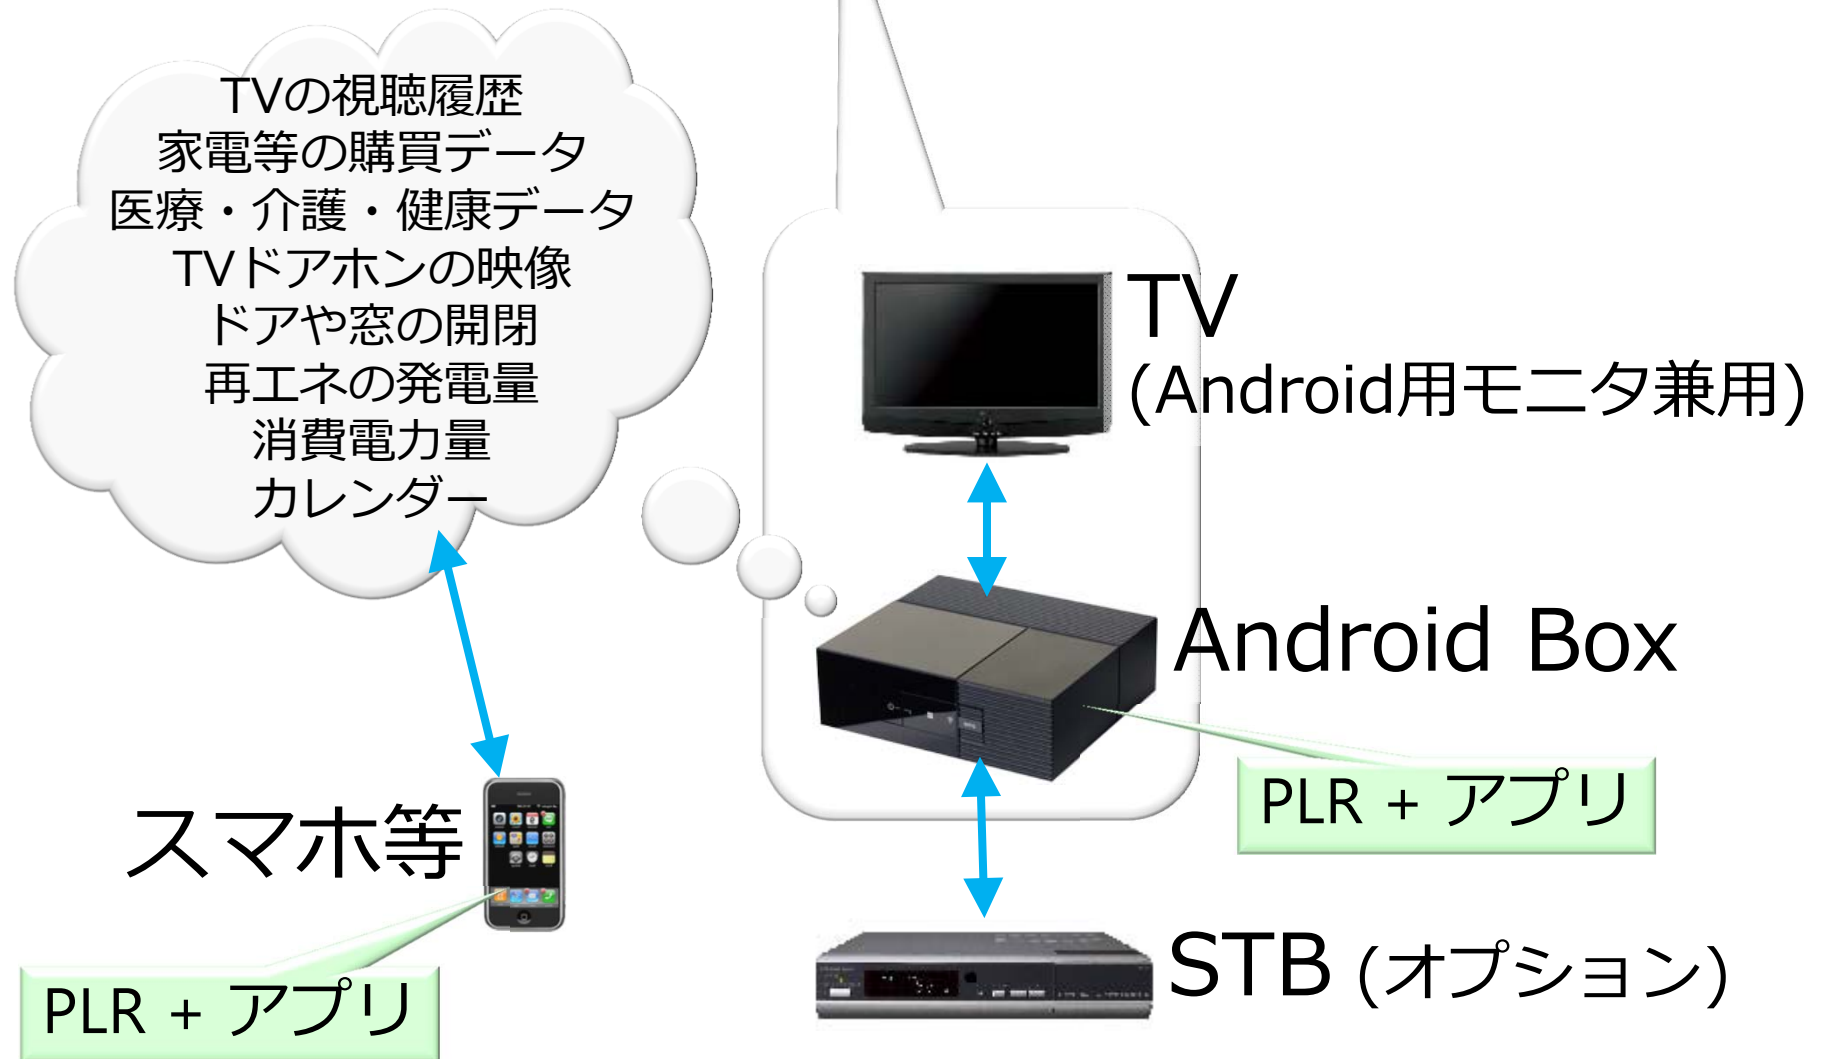 TVの視聴履歴
家電等の購買データ
医療・介護・健康データ
TVドアホンの映像
ドアや窓の開閉
再エネの発電量
消費電力量
カレンダー
TV
(Android用モニタ兼用)
Android Box
PLR + アプリ
スマホ等
PLR + アプリ
STB (オプション)